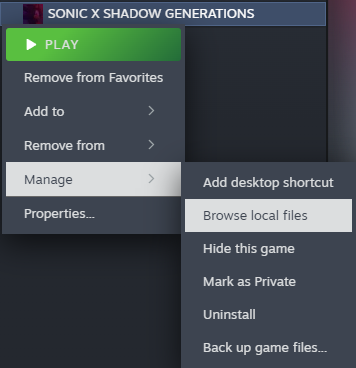 SONIC X SHADOW GENERATIONS
PLAY
Remove from Favorites
Add to
Remove from
Manage
Properties...
Add desktop shortcut
Browse local files
Hide this game
Mark as Private
Uninstall
Back up game files...